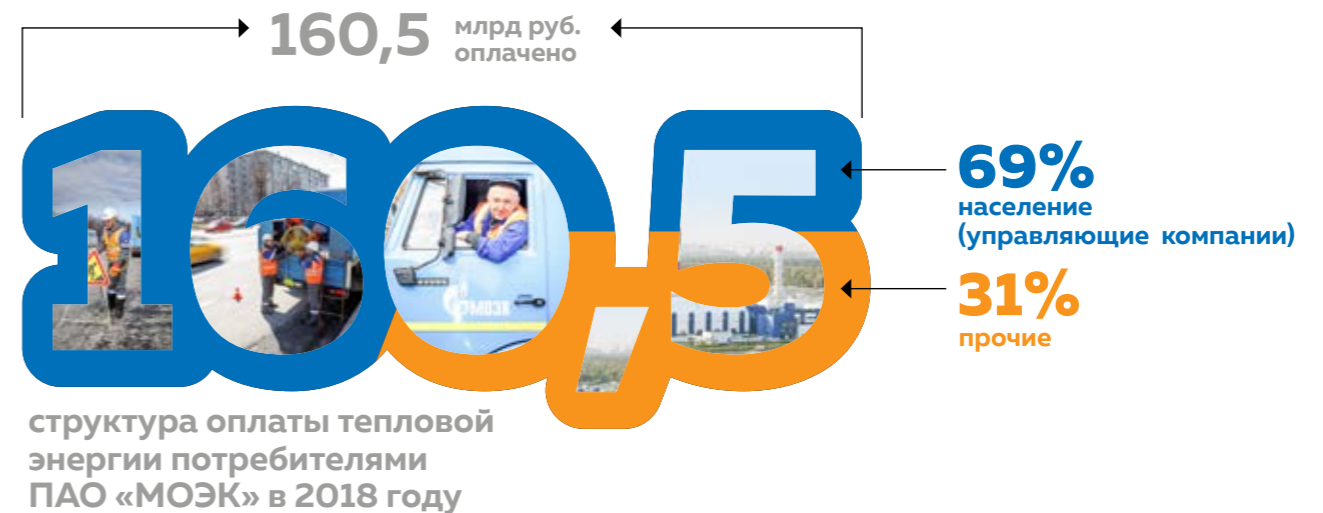 160,5 млрд руб.
оплачено
160,5
МОЭК
69%
население
(управляющие компании)
31%
прочие
структура оплаты тепловой
энергии потребителями
ПАО «МОЭК» в 2018 году